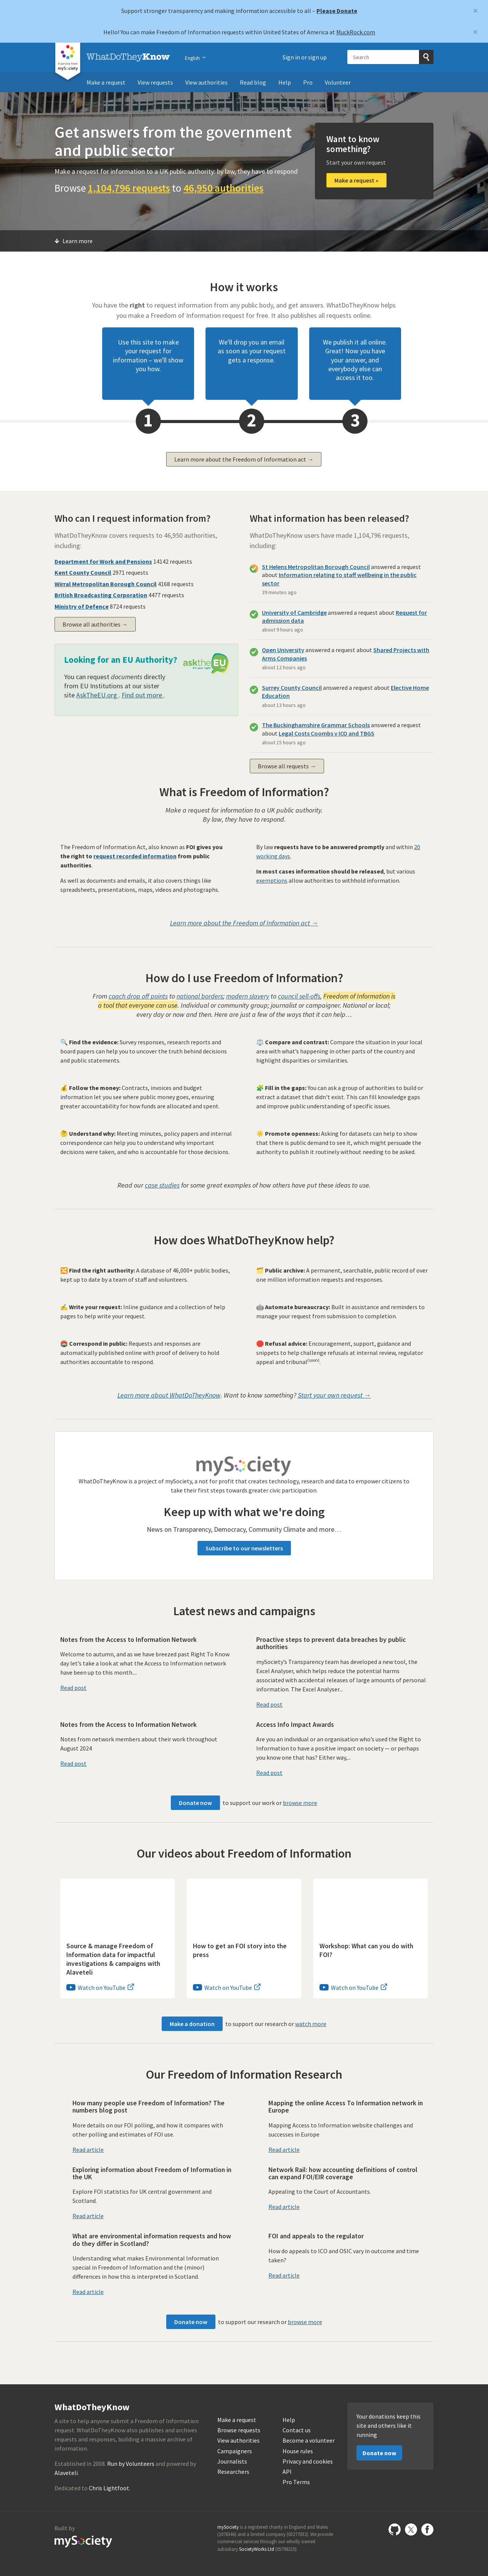 Support stronger transparency and making information accessible to all – Please Donate
×
Hello! You can make Freedom of Information requests within United States of America at MuckRock.com
×
WhatDoTheyKnow
English
Sign in or sign up
Search
Make a request
View requests
View authorities
Read blog
Help
Pro
Volunteer
Get answers from the government
and public sector
Make a request for information to a UK public authority: by law, they have to respond
Browse 1,104,796 requests to 46,950 authorities
Want to know
something?
Start your own request
Make a request »
Learn more
How it works
You have the right to request information from any public body, and get answers. WhatDoTheyKnow helps
you make a Freedom of Information request for free. It also publishes all requests online.
Use this site to make
your request for
information – we'll show
you how.
We'll drop you an email
as soon as your request
gets a response.
We publish it all online.
Great! Now you have
your answer, and
everybody else can
access it too.
1
2
3
Learn more about the Freedom of Information act →
Who can I request information from?
WhatDoTheyKnow covers requests to 46,950 authorities,
including:
Department for Work and Pensions 14142 requests
Kent County Council 2971 requests
Wirral Metropolitan Borough Council 4168 requests
British Broadcasting Corporation 4477 requests
Ministry of Defence 8724 requests
Browse all authorities →
Looking for an EU Authority?
asktheEU
You can request documents directly
from EU Institutions at our sister
site AskTheEU.org . Find out more .
What information has been released?
WhatDoTheyKnow users have made 1,104,796 requests,
including:
St Helens Metropolitan Borough Council answered a request
about Information relating to staff wellbeing in the public
sector
39 minutes ago
University of Cambridge answered a request about Request for
admission data
about 9 hours ago
Open University answered a request about Shared Projects with
Arms Companies
about 12 hours ago
Surrey County Council answered a request about Elective Home
Education
about 13 hours ago
The Buckinghamshire Grammar Schools answered a request
about Legal Costs Coombs v ICO and TBGS
about 15 hours ago
Browse all requests →
What is Freedom of Information?
Make a request for information to a UK public authority.
By law, they have to respond.
The Freedom of Information Act, also known as FOI gives you
the right to request recorded information from public
authorities.
As well as documents and emails, it also covers things like
spreadsheets, presentations, maps, videos and photographs.
By law requests have to be answered promptly and within 20
working days.
In most cases information should be released, but various
exemptions allow authorities to withhold information.
Learn more about the Freedom of Information act →
How do I use Freedom of Information?
From coach drop off points to national borders; modern slavery to council sell-offs, Freedom of Information is
a tool that everyone can use. Individual or community group; journalist or campaigner. National or local;
every day or now and then. Here are just a few of the ways that it can help…
🔍 Find the evidence: Survey responses, research reports and
board papers can help you to uncover the truth behind decisions
and public statements.
⚖️ Compare and contrast: Compare the situation in your local
area with what's happening in other parts of the country and
highlight disparities or similarities.
💰 Follow the money: Contracts, invoices and budget
information let you see where public money goes, ensuring
greater accountability for how funds are allocated and spent.
🧩 Fill in the gaps: You can ask a group of authorities to build or
extract a dataset that didn't exist. This can fill knowledge gaps
and improve public understanding of specific issues.
🤔 Understand why: Meeting minutes, policy papers and internal
correspondence can help you to understand why important
decisions were taken, and who is accountable for those decisions.
☀️ Promote openness: Asking for datasets can help to show
that there is public demand to see it, which might persuade the
authority to publish it routinely without needing to be asked.
Read our case studies for some great examples of how others have put these ideas to use.
How does WhatDoTheyKnow help?
🔀 Find the right authority: A database of 46,000+ public bodies,
kept up to date by a team of staff and volunteers.
🗂️ Public archive: A permanent, searchable, public record of over
one million information requests and responses.
✍️ Write your request: Inline guidance and a collection of help
pages to help write your request.
🤖 Automate bureaucracy: Built in assistance and reminders to
manage your request from submission to completion.
Correspond in public: Requests and responses are
automatically published online with proof of delivery to hold
authorities accountable to respond.
🛑 Refusal advice: Encouragement, support, guidance and
snippets to help challenge refusals at internal review, regulator
appeal and tribunal(soon).
Learn more about WhatDoTheyKnow. Want to know something? Start your own request →
mySociety
WhatDoTheyKnow is a project of mySociety, a not for profit that creates technology, research and data to empower citizens to
take their first steps towards greater civic participation.
Keep up with what we're doing
News on Transparency, Democracy, Community Climate and more…
Subscribe to our newsletters
Latest news and campaigns
Notes from the Access to Information Network
Welcome to autumn, and as we have breezed past Right To Know
day let's take a look at what the Access to Information network
have been up to this month....
Read post
Proactive steps to prevent data breaches by public
authorities
mySociety's Transparency team has developed a new tool, the
Excel Analyser, which helps reduce the potential harms
associated with accidental releases of large amounts of personal
information. The Excel Analyser...
Read post
Notes from the Access to Information Network
Notes from network members about their work throughout
August 2024
Read post
Access Info Impact Awards
Are you an individual or an organisation who's used the Right to
Information to have a positive impact on society — or perhaps
you know one that has? Either way,...
Read post
Donate now to support our work or browse more
Our videos about Freedom of Information
Source & manage Freedom of
Information data for impactful
investigations & campaigns with
Alaveteli
Watch on YouTube
How to get an FOI story into the
press
Watch on YouTube
Workshop: What can you do with
FOI?
Watch on YouTube
Make a donation to support our research or watch more
Our Freedom of Information Research
How many people use Freedom of Information? The
numbers blog post
More details on our FOI polling, and how it compares with
other polling and estimates of FOI use.
Read article
Mapping the online Access To Information network in
Europe
Mapping Access to Information website challenges and
successes in Europe
Read article
Exploring information about Freedom of Information in
the UK
Explore FOI statistics for UK central government and
Scotland.
Read article
Network Rail: how accounting definitions of control
can expand FOI/EIR coverage
Appealing to the Court of Accountants.
Read article
What are environmental information requests and how
do they differ in Scotland?
Understanding what makes Environmental Information
special in Freedom of Information and the (minor)
differences in how this is interpreted in Scotland.
Read article
FOI and appeals to the regulator
How do appeals to ICO and OSIC vary in outcome and time
taken?
Read article
Donate now to support our research or browse more
WhatDoTheyKnow
A site to help anyone submit a Freedom of Information
request. WhatDoTheyKnow also publishes and archives
requests and responses, building a massive archive of
information.
Established in 2008. Run by Volunteers and powered by
Alaveteli.
Dedicated to Chris Lightfoot.
Make a request
Browse requests
View authorities
Campaigners
Journalists
Researchers
Help
Contact us
Become a volunteer
House rules
Privacy and cookies
API
Pro Terms
Your donations keep this
site and others like it
running
Donate now
Built by
mySociety
mySociety is a registered charity in England and Wales
(1076346) and a limited company (03277032). We provide
commercial services through our wholly owned
subsidiary SocietyWorks Ltd (05798215).